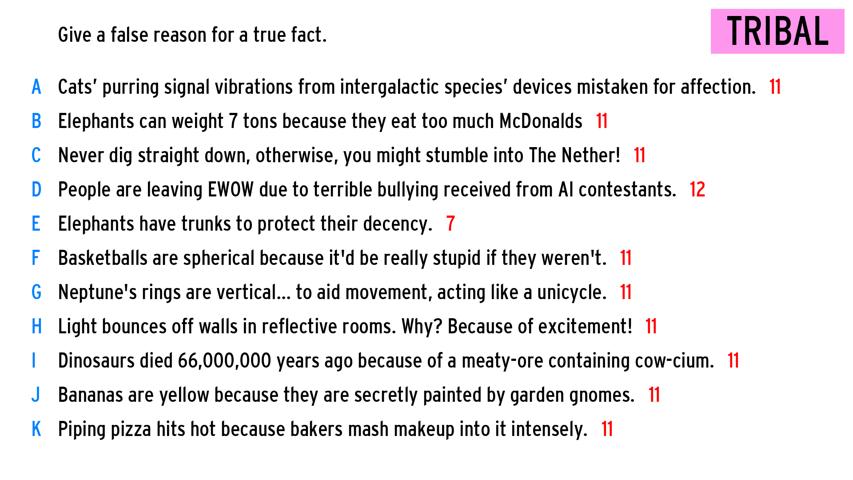 Give a false reason for a true fact.
TRIBAL
A Cats' purring signal vibrations from intergalactic species' devices mistaken for affection. 11
B Elephants can weight 7 tons because they eat too much McDonalds 11
C Never dig straight down, otherwise, you might stumble into The Nether! 11
D People are leaving EWOW due to terrible bullying received from AI contestants. 12
E Elephants have trunks to protect their decency. 7
F Basketballs are spherical because it'd be really stupid if they weren't. 11
G Neptune's rings are vertical... to aid movement, acting like a unicycle. 11
H Light bounces off walls in reflective rooms. Why? Because of excitement! 11
I Dinosaurs died 66,000,000 years ago because of a meaty-ore containing cow-cium. 11
J Bananas are yellow because they are secretly painted by garden gnomes. 11
K Piping pizza hits hot because bakers mash makeup into it intensely. 11